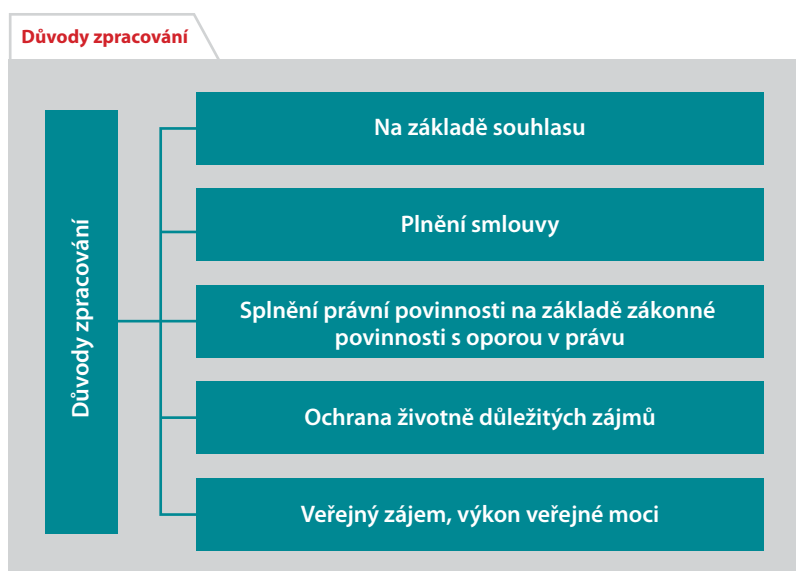 Důvody zpracování
Důvody zpracování
Na základě souhlasu
Plnění smlouvy
Splnění právní povinnosti na základě zákonné
povinnosti s oporou v právu
Ochrana životně důležitých zájmů
Veřejný zájem, výkon veřejné moci